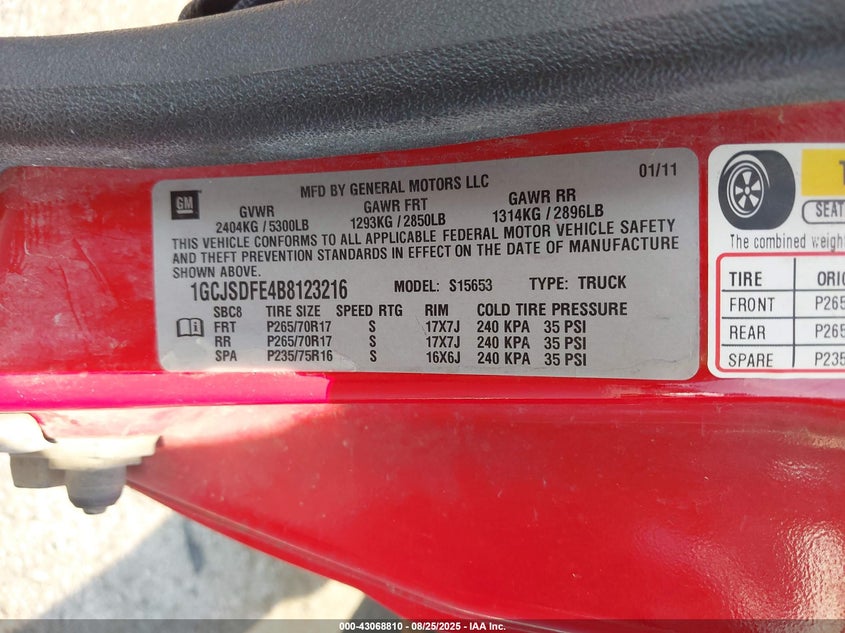 MFD BY GENERAL MOTORS LLC 01/11
GM
GVWR GAWR FRT GAWR RR
2404KG / 5300LB 1293KG / 2850LB 1314KG / 2896LB
THIS VEHICLE CONFORMS TO ALL APPLICABLE FEDERAL MOTOR VEHICLE SAFETY
AND THEFT PREVENTION STANDARDS IN EFFECT ON THE DATE OF MANUFACTURE
SHOWN ABOVE.
1GCJSDFE4B8123216 MODEL: S15653 TYPE: TRUCK
SBC8 TIRE SIZE SPEED RTG RIM COLD TIRE PRESSURE
FRT P265/70R17 S 17X7J 240 KPA 35 PSI
RR P265/70R17 S 17X7J 240 KPA 35 PSI
SPA P235/75R16 S 16X6J 240 KPA 35 PSI
SEAT
The combined weight
TIRE ORIG
FRONT P265
REAR P265
SPARE P235
000-43068810 - 08/25/2025 - IAA Inc.